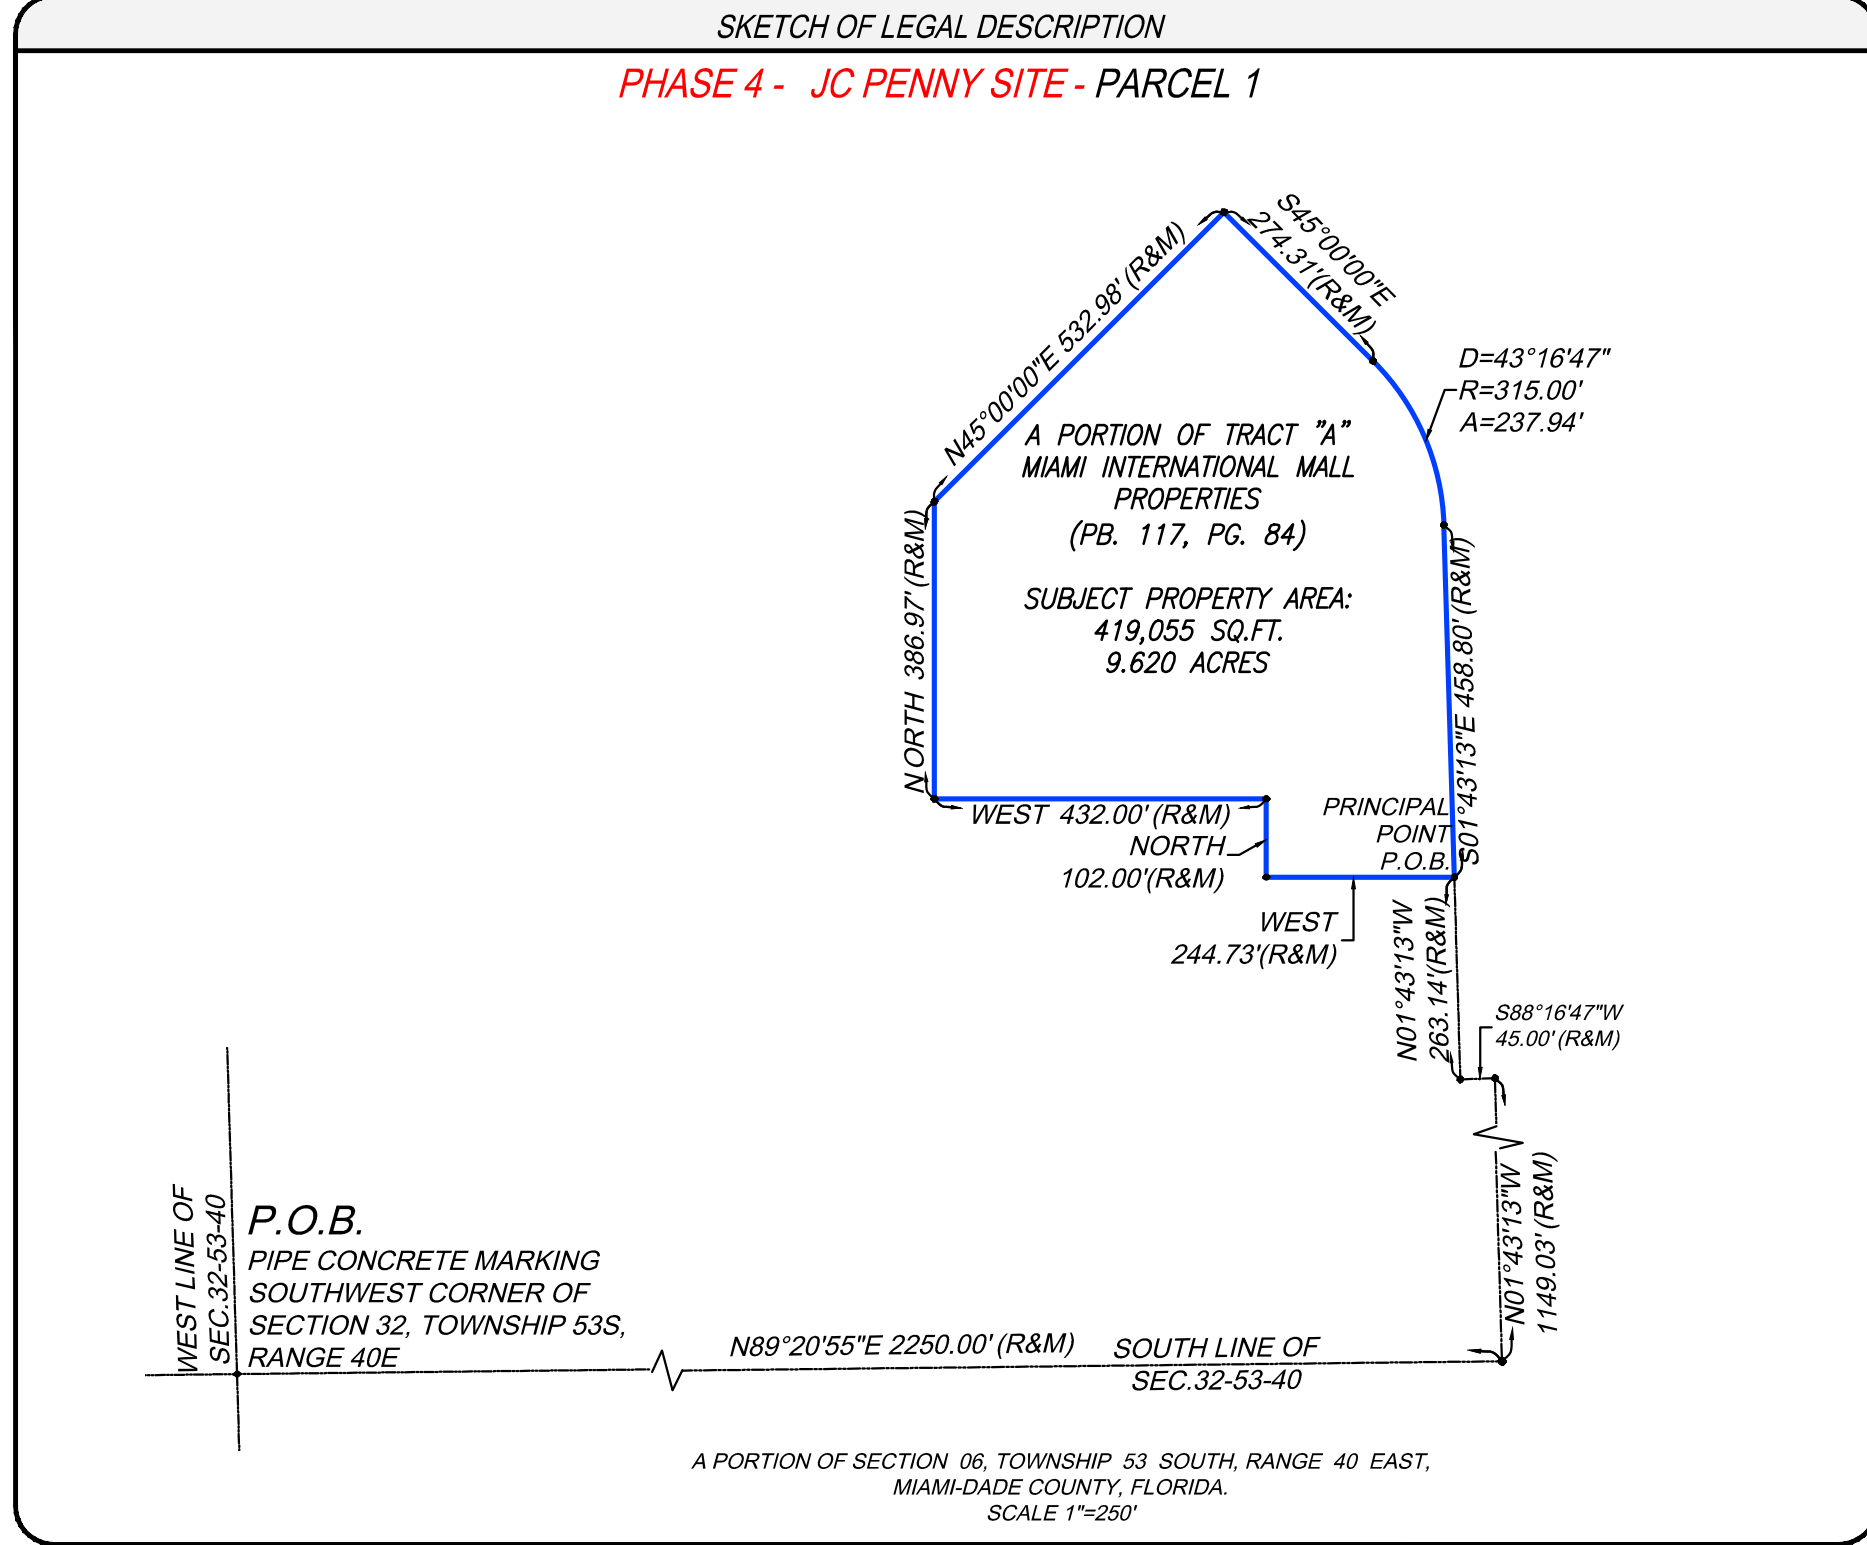 SKETCH OF LEGAL DESCRIPTION
PHASE 4 - JC PENNY SITE - PARCEL 1
S45°00'00"E
274.31'(R&M)
N45°00'00"E 532.98' (R&M)
D=43°16'47"
R=315.00'
A=237.94'
A PORTION OF TRACT "A"
MIAMI INTERNATIONAL MALL
PROPERTIES
(PB. 117, PG. 84)
SUBJECT PROPERTY AREA:
419,055 SQ.FT.
9.620 ACRES
NORTH 386.97' (R&M)
S01°43'13"E 458.80' (R&M)
WEST 432.00' (R&M)
NORTH
102.00'(R&M)
PRINCIPAL
POINT
P.O.B.
WEST
244.73'(R&M)
N01°43'13"W
263.14'(R&M)
S88°16'47"W
45.00' (R&M)
N01°43'13"W
1149.03' (R&M)
WEST LINE OF
SEC.32-53-40
P.O.B.
PIPE CONCRETE MARKING
SOUTHWEST CORNER OF
SECTION 32, TOWNSHIP 53S,
RANGE 40E
N89°20'55"E 2250.00' (R&M)
SOUTH LINE OF
SEC.32-53-40
A PORTION OF SECTION 06, TOWNSHIP 53 SOUTH, RANGE 40 EAST,
MIAMI-DADE COUNTY, FLORIDA.
SCALE 1"=250'